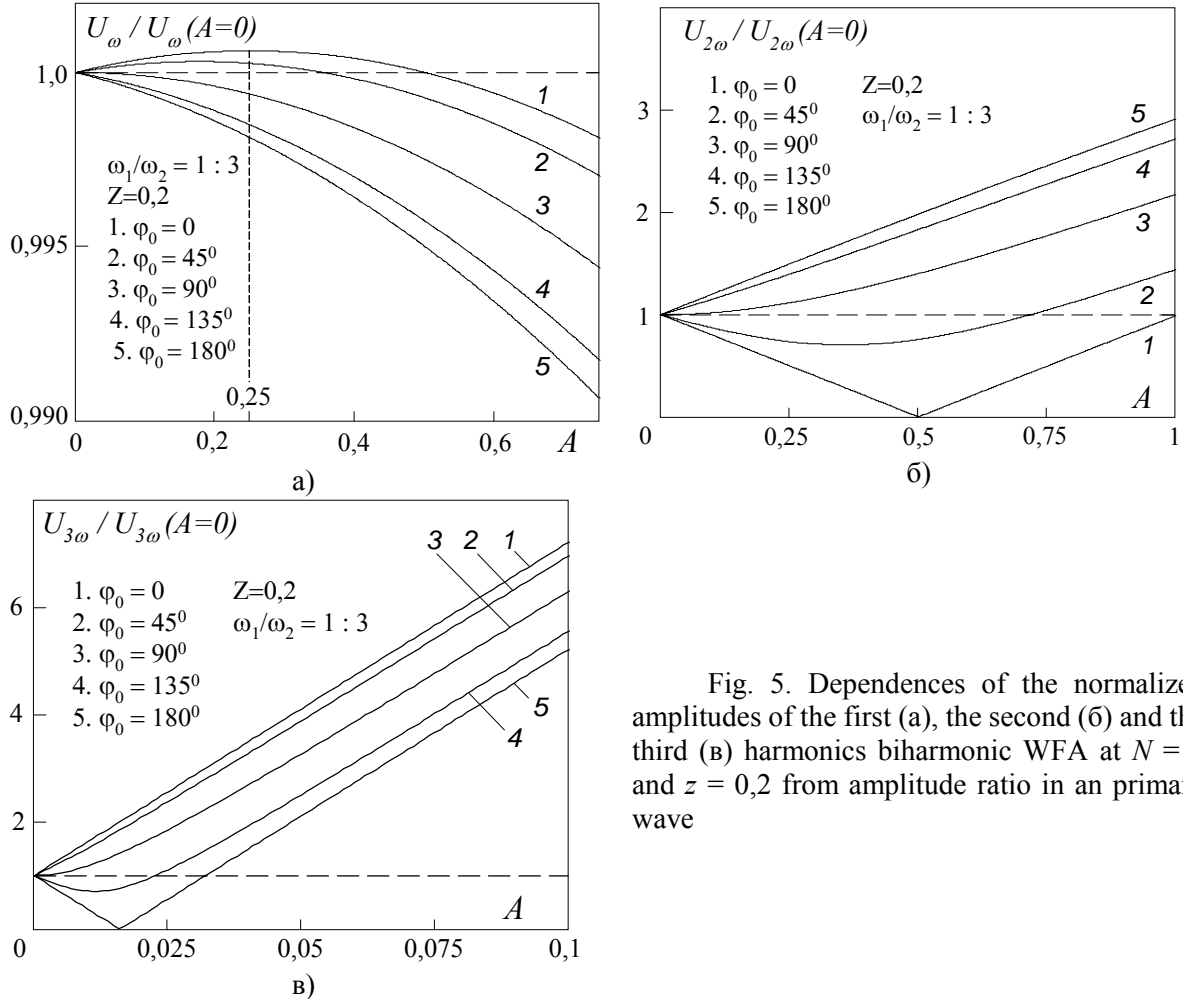 U_ω / U_ω (A=0)
1,0
0,995
0,990
ω₁/ω₂ = 1 : 3
Z=0,2
1. φ₀ = 0
2. φ₀ = 45⁰
3. φ₀ = 90⁰
4. φ₀ = 135⁰
5. φ₀ = 180⁰
1
2
3
4
5
0,25
0 0,2 0,4 0,6 A
а)
U_2ω / U_2ω (A=0)
1. φ₀ = 0 Z=0,2
2. φ₀ = 45⁰ ω₁/ω₂ = 1 : 3
3. φ₀ = 90⁰
4. φ₀ = 135⁰
5. φ₀ = 180⁰
3
2
1
5
4
3
2
1
A
0 0,25 0,5 0,75 1
б)
U_3ω / U_3ω (A=0)
3 2 1
1. φ₀ = 0 Z=0,2
2. φ₀ = 45⁰ ω₁/ω₂ = 1 : 3
3. φ₀ = 90⁰
4. φ₀ = 135⁰
5. φ₀ = 180⁰
6
4
2
5
4
A
0 0,025 0,05 0,075 0,1
в)
Fig. 5. Dependences of the normalize
amplitudes of the first (а), the second (б) and th
third (в) harmonics biharmonic WFA at N =
and z = 0,2 from amplitude ratio in an primar
wave